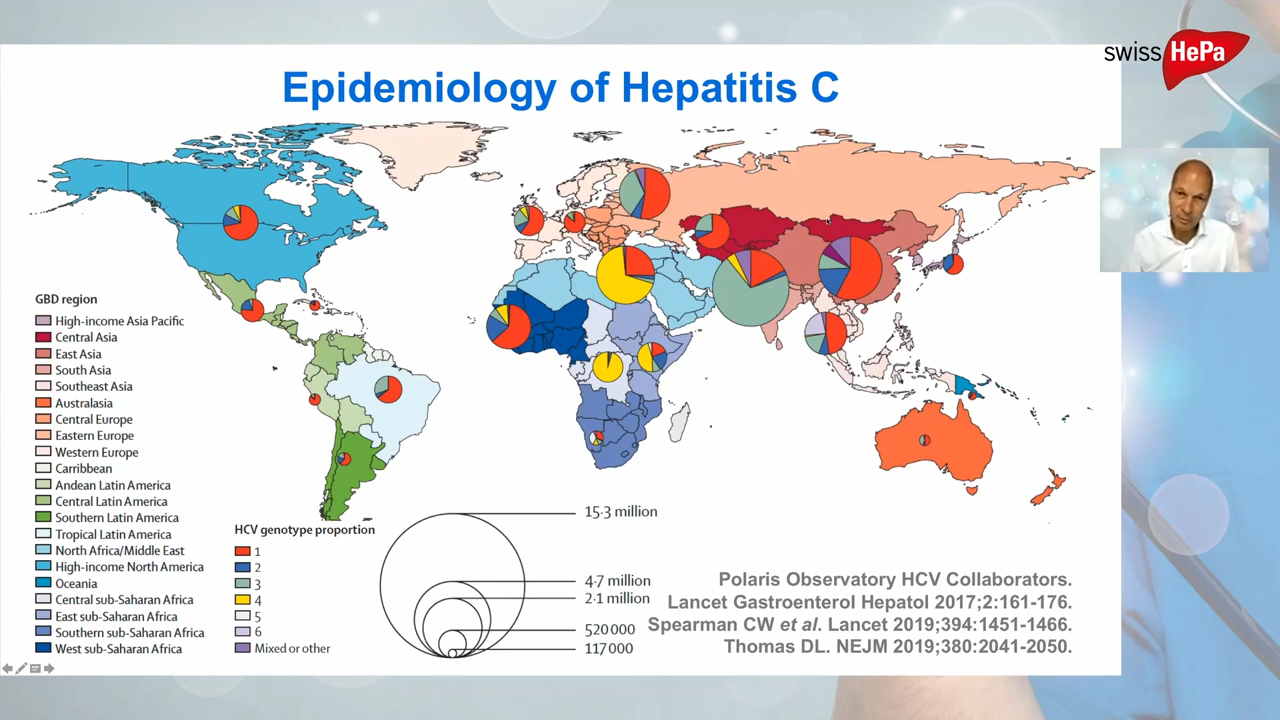 swiss HePa
Epidemiology of Hepatitis C
GBD region
High-income Asia Pacific
Central Asia
East Asia
South Asia
Southeast Asia
Australasia
Central Europe
Eastern Europe
Western Europe
Carribbean
Andean Latin America
Central Latin America
Southern Latin America
Tropical Latin America
North Africa/Middle East
High-income North America
Oceania
Central sub-Saharan Africa
East sub-Saharan Africa
Southern sub-Saharan Africa
West sub-Saharan Africa
HCV genotype proportion
1
2
3
4
5
6
Mixed or other
15·3 million
4·7 million
2·1 million
520 000
117 000
Polaris Observatory HCV Collaborators.
Lancet Gastroenterol Hepatol 2017;2:161-176.
Spearman CW et al. Lancet 2019;394:1451-1466.
Thomas DL. NEJM 2019;380:2041-2050.